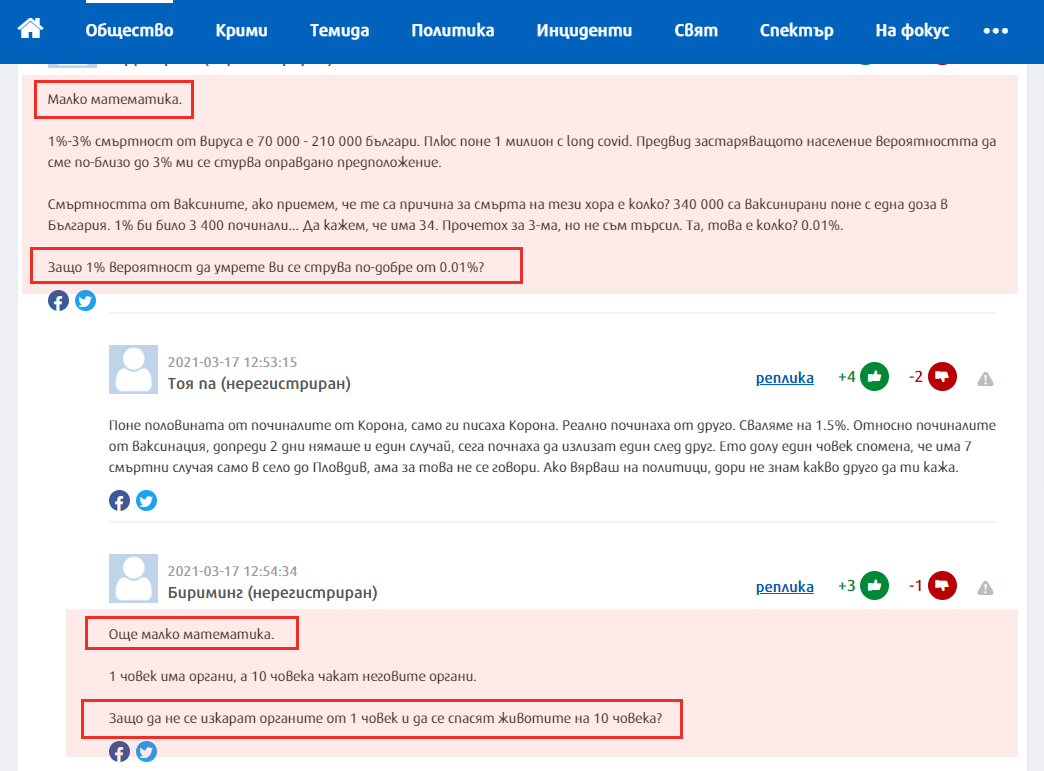 Общество Крими Темида Политика Инциденти Свят Спектър На фокус
Малко математика.
1%-3% смъртност от вируса е 70 000 - 210 000 българи. Плюс поне 1 милион с long covid. Предвид застаряващото население вероятността да
сме по-близо до 3% ми се стурва оправдано предположение.
Смъртността от ваксините, ако приемем, че те са причина за смърта на тези хора е колко? 340 000 са ваксинирани поне с една доза в
България. 1% би било 3 400 починали... Да кажем, че има 34. Прочетох за 3-ма, но не съм търсил. Та, това е колко? 0.01%.
Защо 1% вероятност да умрете ви се струва по-добре от 0.01%?
2021-03-17 12:53:15
Тоя па (нерегистриран)
реплика +4 -2
Поне половината от починалите от Корона, само ги писаха Корона. Реално починаха от друго. Сваляме на 1.5%. Относно починалите
от ваксинация, допреди 2 дни нямаше и един случай, сега почнаха да излизат един след друг. Ето долу един човек спомена, че има 7
смъртни случая само в село до Пловдив, ама за това не се говори. Ако вярваш на политици, дори не знам какво друго да ти кажа.
2021-03-17 12:54:34
Бириминг (нерегистриран)
реплика +3 -1
Още малко математика.
1 човек има органи, а 10 човека чакат неговите органи.
Защо да не се изкарат органите от 1 човек и да се спасят животите на 10 човека?